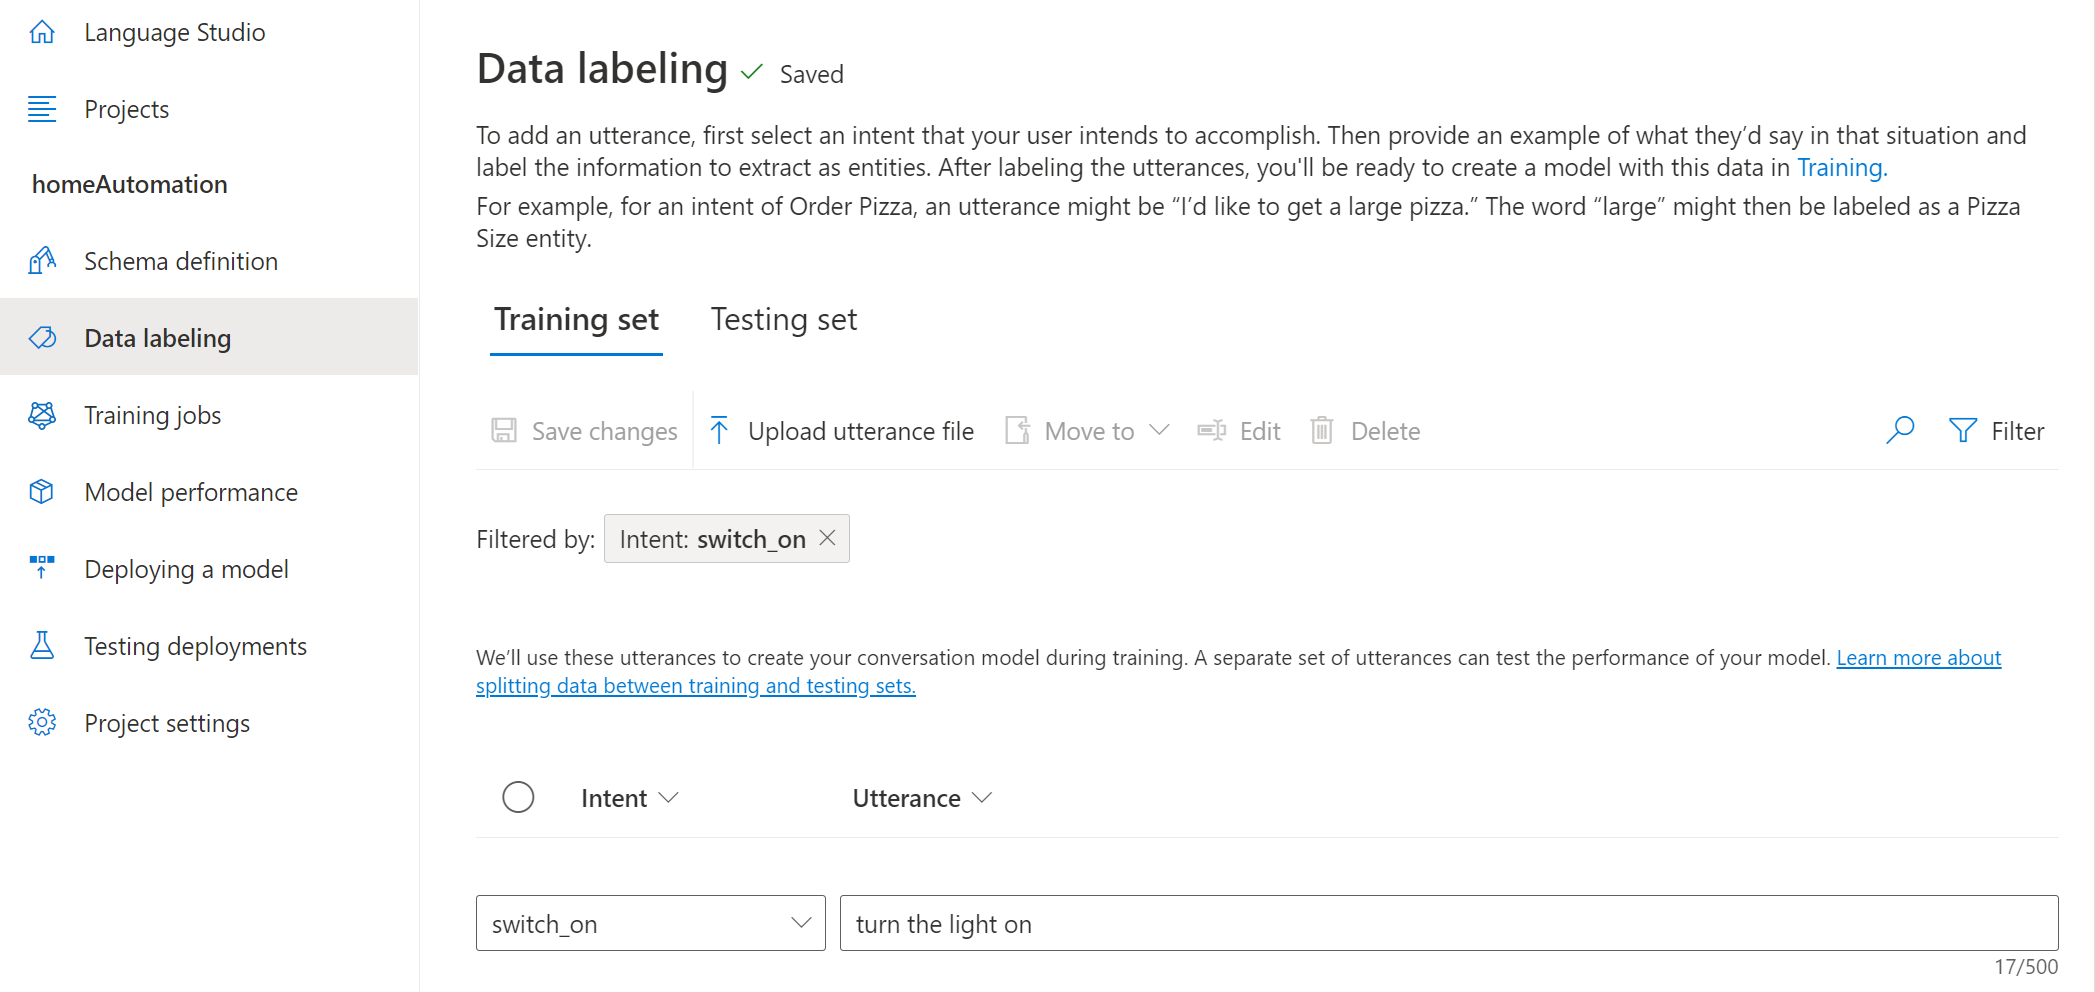 Language Studio
Projects
homeAutomation
Schema definition
Data labeling
Training jobs
Model performance
Deploying a model
Testing deployments
Project settings
Data labeling Saved
To add an utterance, first select an intent that your user intends to accomplish. Then provide an example of what they’d say in that situation and
label the information to extract as entities. After labeling the utterances, you'll be ready to create a model with this data in Training.
For example, for an intent of Order Pizza, an utterance might be “I’d like to get a large pizza.” The word “large” might then be labeled as a Pizza
Size entity.
Training set Testing set
Save changes Upload utterance file Move to Edit Delete Filter
Filtered by: Intent: switch_on
We’ll use these utterances to create your conversation model during training. A separate set of utterances can test the performance of your model. Learn more about
splitting data between training and testing sets.
Intent Utterance
switch_on turn the light on
17/500